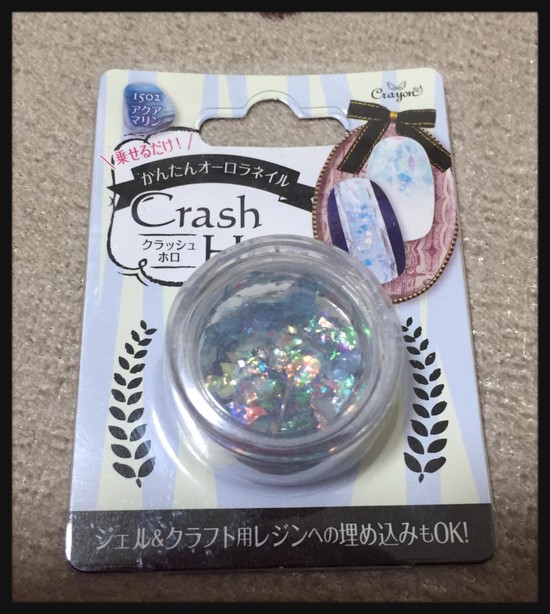 1502
アクア
マリン
Crayon
乗せるだけ!
かんたんオーロラネイル
Crash
クラッシュ
ホロ
H
ジェル&クラフト用レジンへの埋め込みもOK!